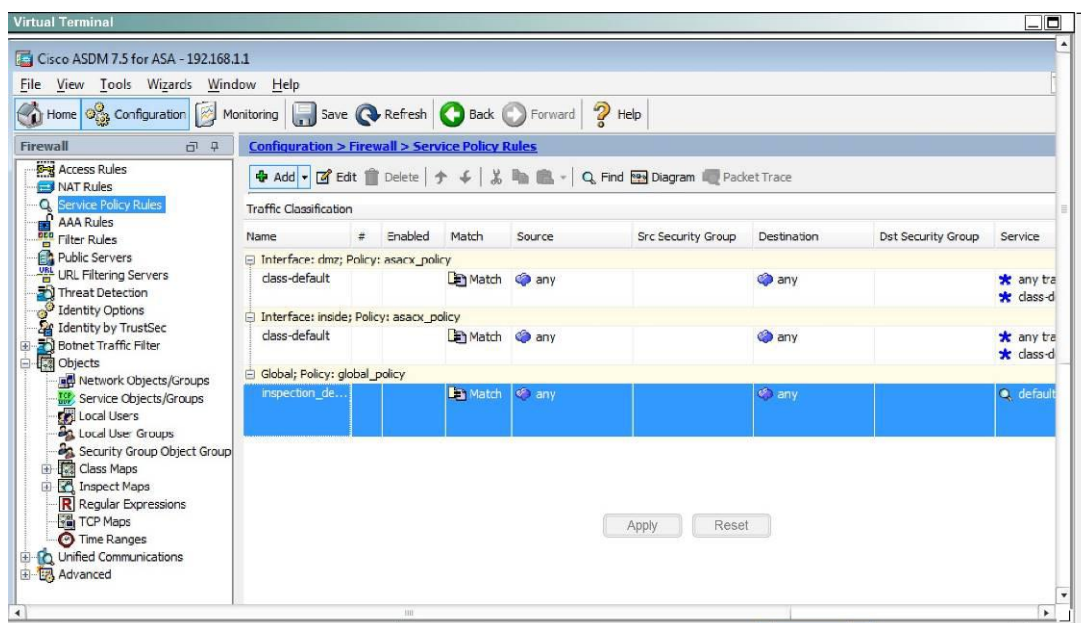 Virtual Terminal
Cisco ASDM 7.5 for ASA - 192.168.1.1
File View Tools Wizards Window Help
Home Configuration Monitoring Save Refresh Back Forward Help
Firewall
Access Rules
NAT Rules
Service Policy Rules
AAA Rules
Filter Rules
Public Servers
URL Filtering Servers
Threat Detection
Identity Options
Identity by TrustSec
Botnet Traffic Filter
Objects
Network Objects/Groups
Service Objects/Groups
Local Users
Local User Groups
Security Group Object Group
Class Maps
Inspect Maps
Regular Expressions
TCP Maps
Time Ranges
Unified Communications
Advanced
Configuration > Firewall > Service Policy Rules
Add Edit Delete Find Diagram Packet Trace
Traffic Classification
Name # Enabled Match Source Src Security Group Destination Dst Security Group Service
Interface: dmz; Policy: asacx_policy
class-default Match any any any tra
class-d
Interface: inside; Policy: asacx_policy
class-default Match any any any tra
class-d
Global; Policy: global_policy
inspection_de... Match any any default
Apply Reset